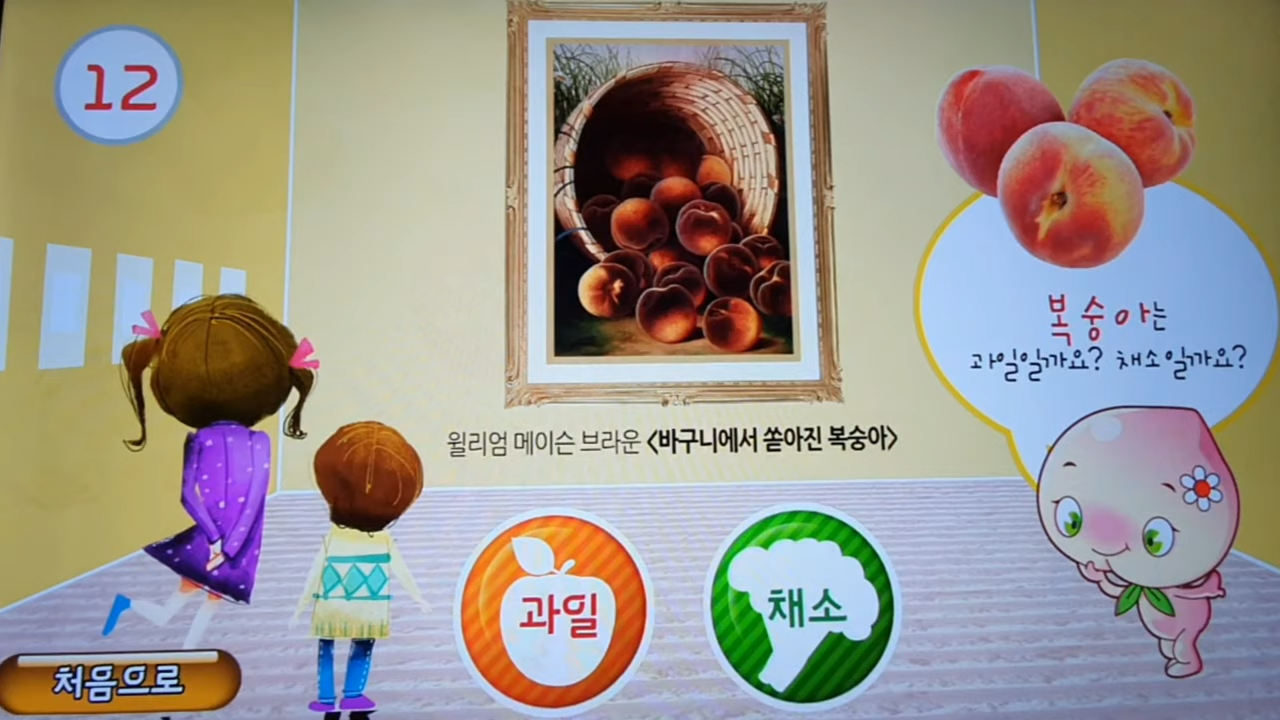 12
복숭아는
과일일까요? 채소일까요?
윌리엄 메이슨 브라운 <바구니에서 쏟아진 복숭아>
과일
채소
처음으로